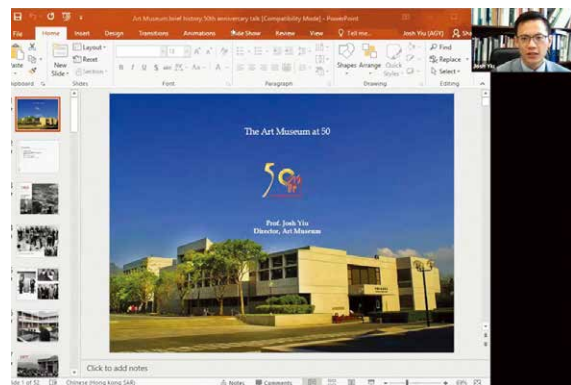 Art Museum brief history 50th anniversary talk [Compatibility Mode] - PowerPoint
File Home Insert Design Transitions Animations Slide Show Review View Tell me... Josh Yiu (AGY) Share
Layout
Reset
Section
New
Slide
Shapes Arrange Quick
Styles
Find
Replace
Select
Slides Font Paragraph Drawing Editing
Josh Yiu
The Art Museum at 50
50
Prof. Josh Yiu
Director, Art Museum
Click to add notes
Slide 1 of 52 Chinese (Hong Kong SAR) Notes Comments 69%